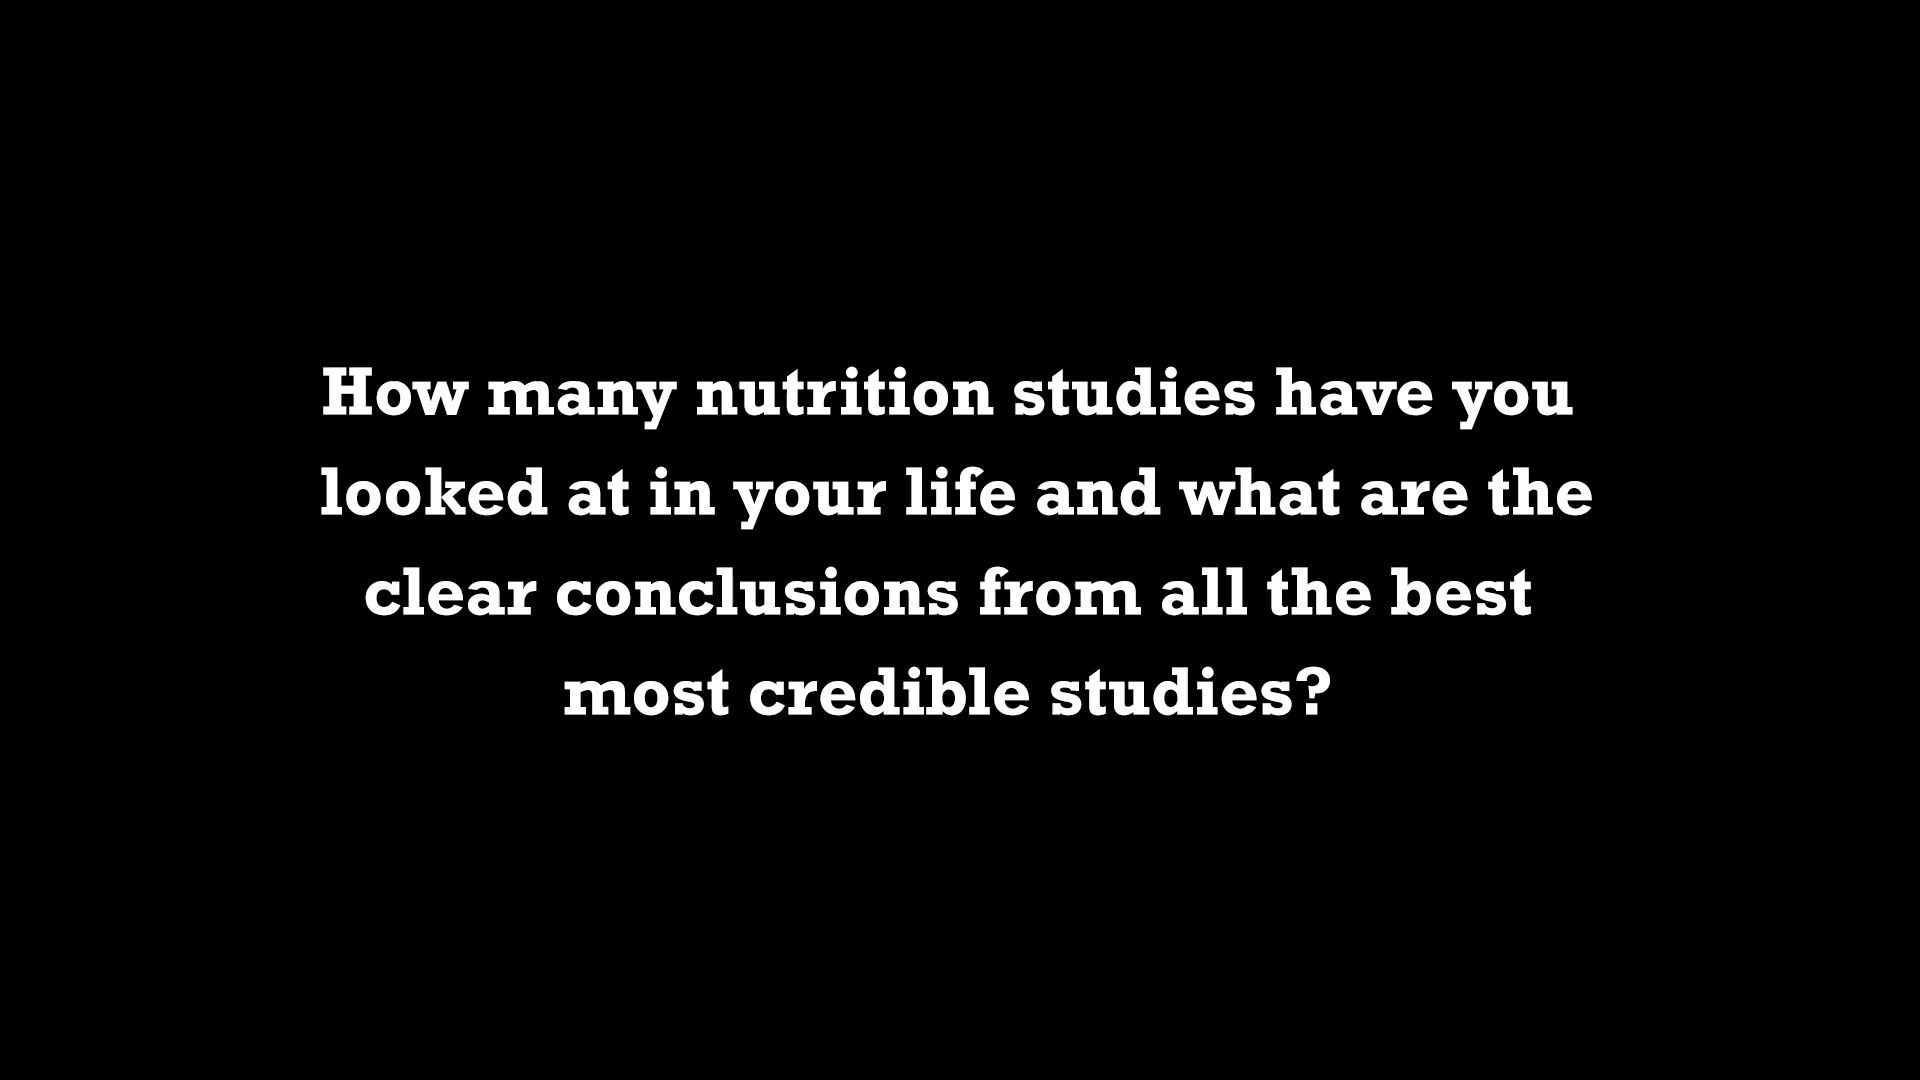 How many nutrition studies have you
looked at in your life and what are the
clear conclusions from all the best
most credible studies?